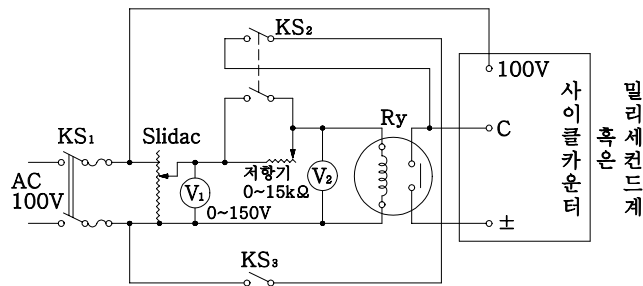 KS₂
100V
KS₁
Slidac
Ry
C
AC
100V
V₁
저항기
0~15kΩ
V₂
0~150V
±
KS₃
사이클카운터
혹은
밀리세컨드계